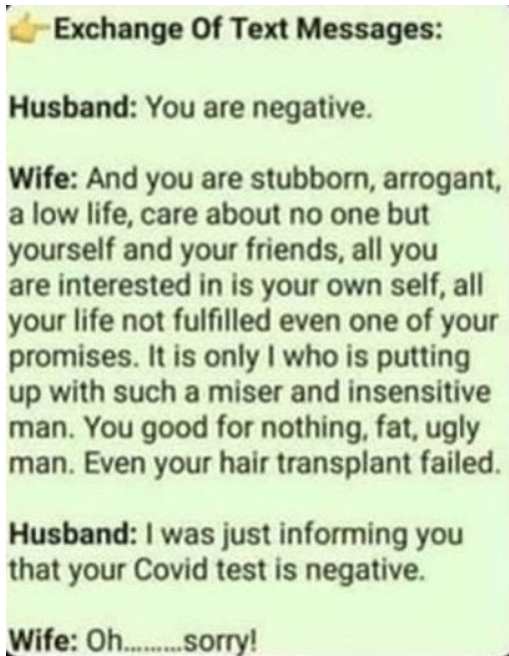 👉Exchange Of Text Messages:
Husband: You are negative.
Wife: And you are stubborn, arrogant,
a low life, care about no one but
yourself and your friends, all you
are interested in is your own self, all
your life not fulfilled even one of your
promises. It is only I who is putting
up with such a miser and insensitive
man. You good for nothing, fat, ugly
man. Even your hair transplant failed.
Husband: I was just informing you
that your Covid test is negative.
Wife: Oh.........sorry!